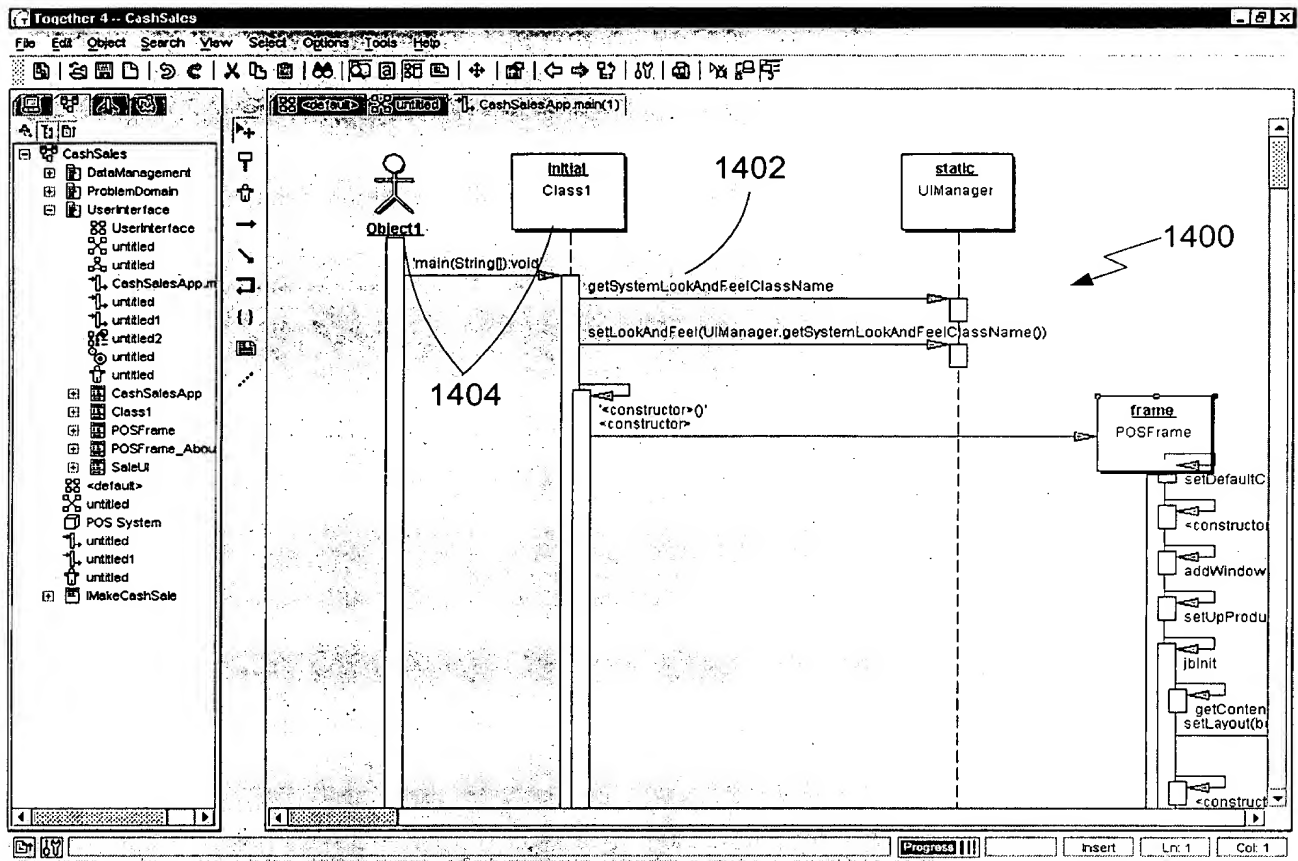 Together 4 -- CashSales
File Edit Object Search View Select Options Tools Help
<default> untitled CashSalesApp.main(1)
CashSales
DataManagement
ProblemDomain
UserInterface
UserInterface
untitled
untitled
CashSalesApp.m
untitled
untitled1
untitled2
untitled
untitled
CashSalesApp
Class1
POSFrame
POSFrame_Abou
SaleUI
<default>
untitled
POS System
untitled
untitled1
untitled
IMakeCashSale
Object1
initial
Class1
1402
static
UIManager
1400
'main(String[]):void
getSystemLookAndFeelClassName
setLookAndFeel(UIManager.getSystemLookAndFeelClassName())
1404
'<constructor>()'
<constructor>
frame
POSFrame
setDefaultC
<constructo
addWindow
setUpProdu
jbInit
getConten
setLayout(b
<construct
Progress Insert Ln: 1 Col: 1